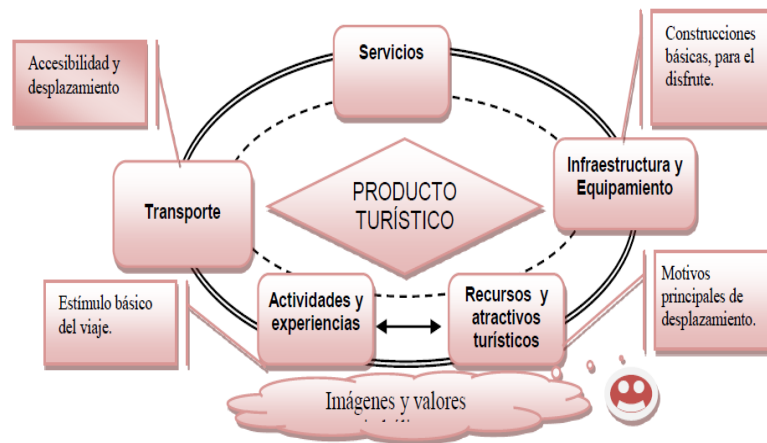 Servicios
Accesibilidad y
desplazamiento
Construcciones
básicas, para el
disfrute.
Transporte
PRODUCTO
TURÍSTICO
Infraestructura y
Equipamiento
Estímulo básico
del viaje.
Actividades y
experiencias
Recursos y
atractivos
turísticos
Motivos
principales de
desplazamiento.
Imágenes y valores